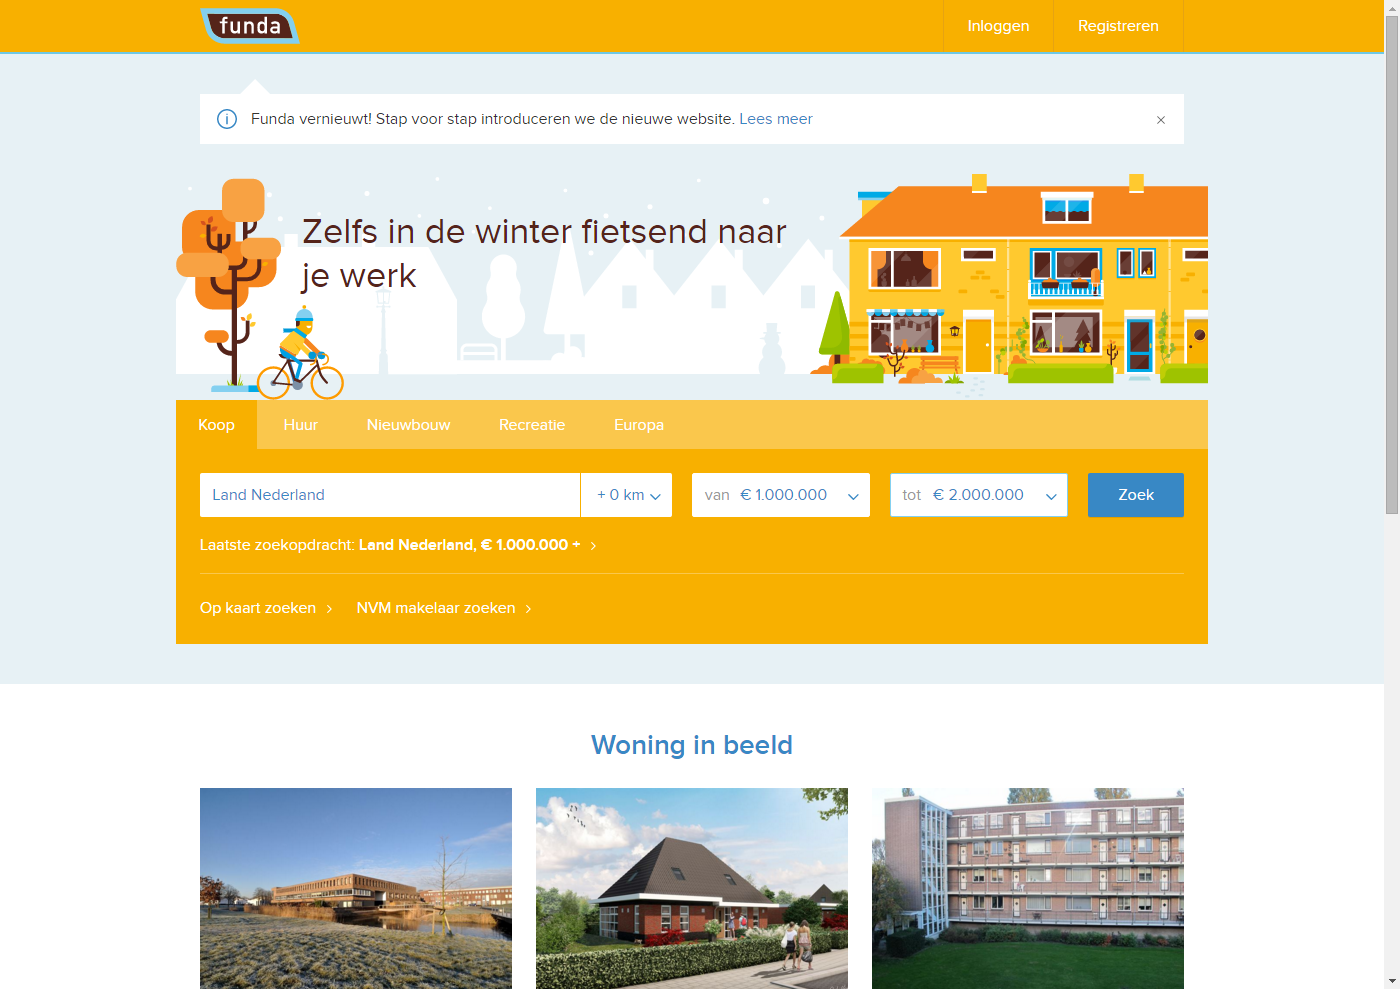 funda
Inloggen
Registreren
Funda vernieuwt! Stap voor stap introduceren we de nieuwe website. Lees meer
Zelfs in de winter fietsend naar
je werk
Koop
Huur
Nieuwbouw
Recreatie
Europa
Land Nederland
+ 0 km
van € 1.000.000
tot € 2.000.000
Zoek
Laatste zoekopdracht: Land Nederland, € 1.000.000 +
Op kaart zoeken
NVM makelaar zoeken
Woning in beeld